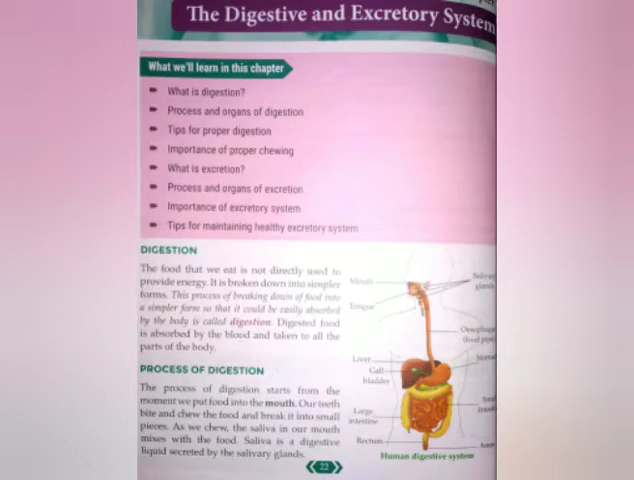 The Digestive and Excretory System
What we'll learn in this chapter
What is digestion?
Process and organs of digestion
Tips for proper digestion
Importance of proper chewing
What is excretion?
Process and organs of excretion
Importance of excretory system
Tips for maintaining healthy excretory system
DIGESTION
The food that we eat is not directly used to
provide energy. It is broken down into simpler
forms. This process of breaking down of food into
a simpler form so that it could be easily absorbed
by the body is called digestion. Digested food
is absorbed by the blood and taken to all the
parts of the body.
PROCESS OF DIGESTION
The process of digestion starts from the
moment we put food into the mouth. Our teeth
bite and chew the food and break it into small
pieces. As we chew, the saliva in our mouth
mixes with the food. Saliva is a digestive
liquid secreted by the salivary glands.
Mouth
Tongue
Salivary
glands
Oesophagus
(food pipe)
Liver
Gall
bladder
Large
intestine
Rectum
Human digestive system
22